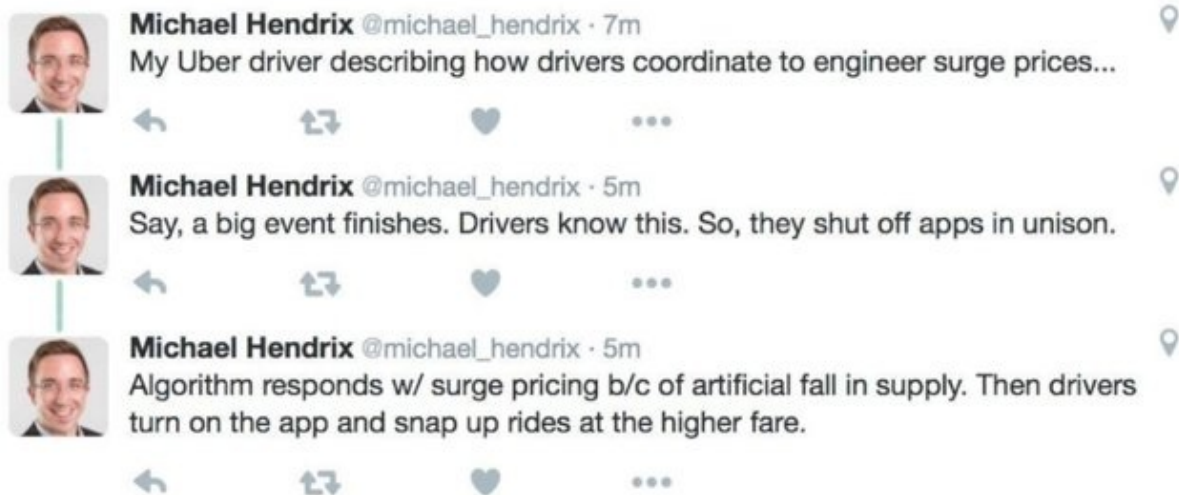 Michael Hendrix @michael_hendrix · 7m
My Uber driver describing how drivers coordinate to engineer surge prices...
Michael Hendrix @michael_hendrix · 5m
Say, a big event finishes. Drivers know this. So, they shut off apps in unison.
Michael Hendrix @michael_hendrix · 5m
Algorithm responds w/ surge pricing b/c of artificial fall in supply. Then drivers
turn on the app and snap up rides at the higher fare.